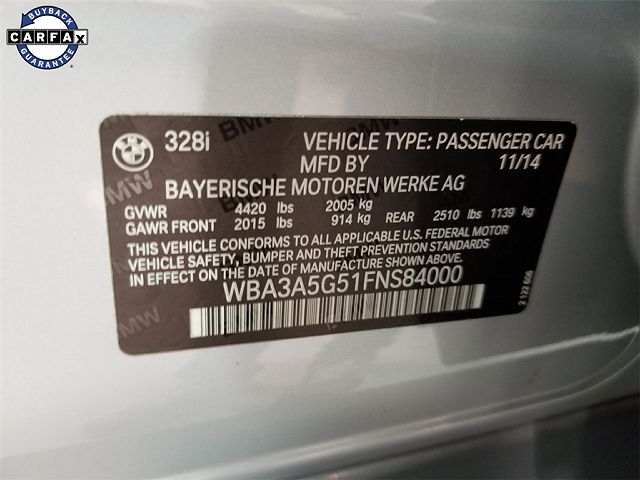 BUYBACK
CARFAX
GUARANTEE
328i VEHICLE TYPE: PASSENGER CAR
MFD BY 11/14
BAYERISCHE MOTOREN WERKE AG
GVWR 4420 lbs 2005 kg
GAWR FRONT 2015 lbs 914 kg REAR 2510 lbs 1139 kg
THIS VEHICLE CONFORMS TO ALL APPLICABLE U.S. FEDERAL MOTOR
VEHICLE SAFETY, BUMPER AND THEFT PREVENTION STANDARDS
IN EFFECT ON THE DATE OF MANUFACTURE SHOWN ABOVE.
WBA3A5G51FNS84000
2 122 606